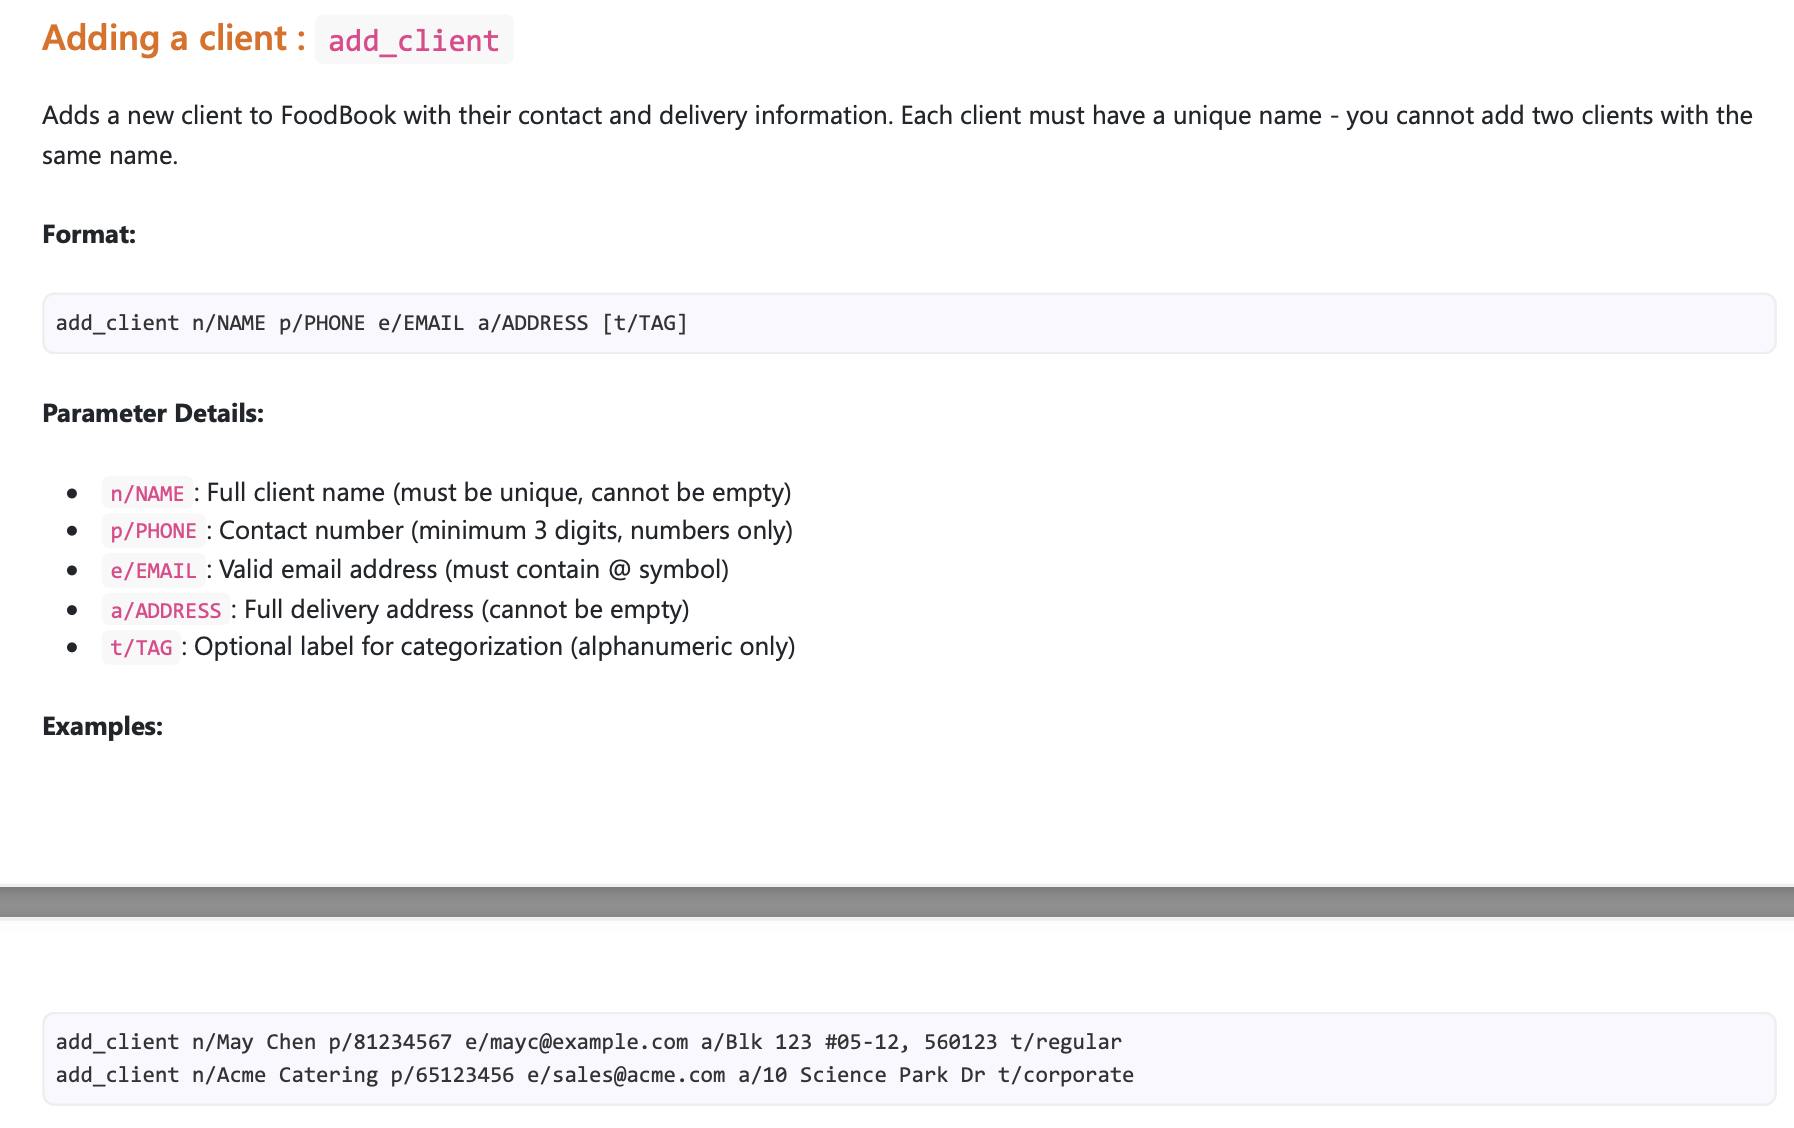 Adding a client : add_client
Adds a new client to FoodBook with their contact and delivery information. Each client must have a unique name - you cannot add two clients with the
same name.
Format:
add_client n/NAME p/PHONE e/EMAIL a/ADDRESS [t/TAG]
Parameter Details:
• n/NAME : Full client name (must be unique, cannot be empty)
• p/PHONE : Contact number (minimum 3 digits, numbers only)
• e/EMAIL : Valid email address (must contain @ symbol)
• a/ADDRESS : Full delivery address (cannot be empty)
• t/TAG : Optional label for categorization (alphanumeric only)
Examples:
add_client n/May Chen p/81234567 e/mayc@example.com a/Blk 123 #05-12, 560123 t/regular
add_client n/Acme Catering p/65123456 e/sales@acme.com a/10 Science Park Dr t/corporate